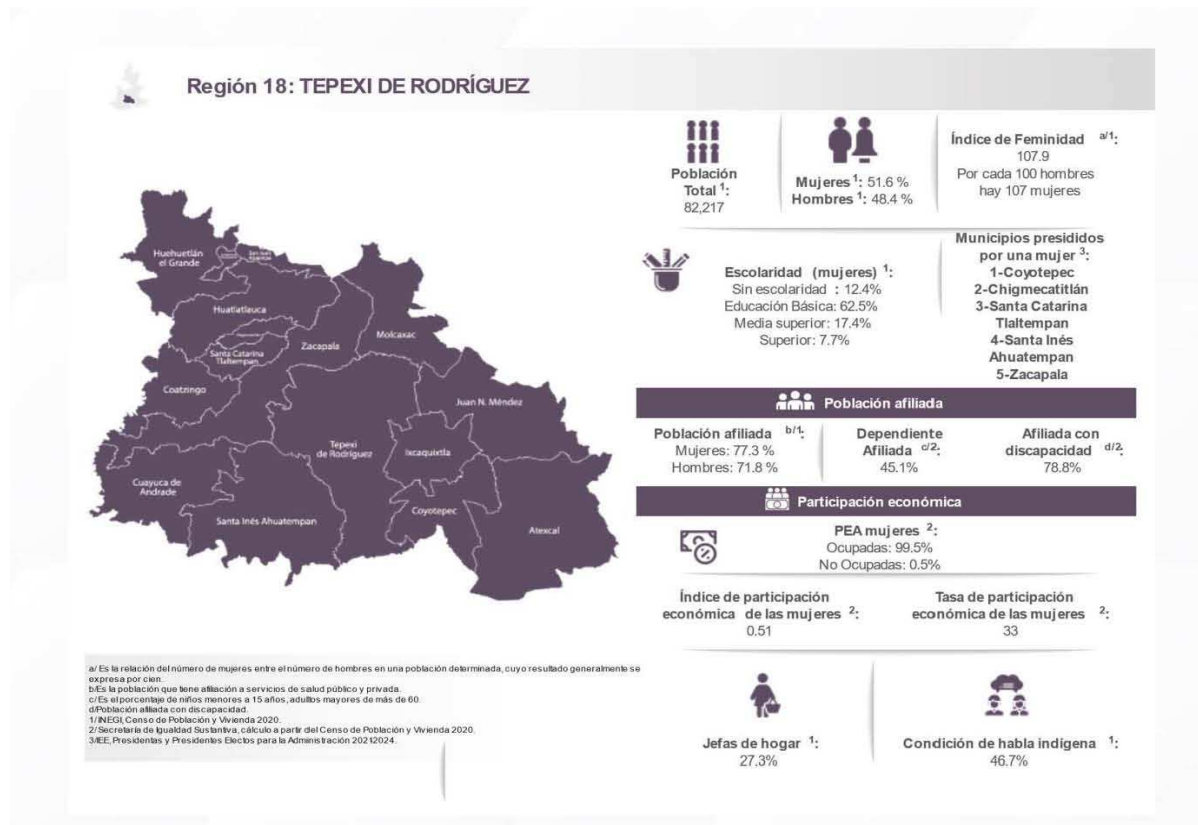 Región 18: TEPEXI DE RODRÍGUEZ
Huehuetlán
el Grande
Huatlatlauca
Molcaxac
Zacapala
Santa Catarina
Tlaltempan
Coatzingo
Juan N. Méndez
Tepexi
de Rodríguez
Ixcaquixtla
Cuayuca de
Andrade
Santa Inés Ahuatempan
Coyotepec
Atexcal
Población
Total 1:
82,217
Mujeres 1: 51.6 %
Hombres 1: 48.4 %
Índice de Feminidad a/1:
107.9
Por cada 100 hombres
hay 107 mujeres
Escolaridad (mujeres) 1:
Sin escolaridad : 12.4%
Educación Básica: 62.5%
Media superior: 17.4%
Superior: 7.7%
Municipios presididos
por una mujer 3:
1-Coyotepec
2-Chigmecatitlán
3-Santa Catarina
Tlaltempan
4-Santa Inés
Ahuatempan
5-Zacapala
Población afiliada
Población afiliada b/1:
Mujeres: 77.3 %
Hombres: 71.8 %
Dependiente
Afiliada c/2:
45.1%
Afiliada con
discapacidad d/2:
78.8%
Participación económica
PEA mujeres 2:
Ocupadas: 99.5%
No Ocupadas: 0.5%
Índice de participación
económica de las mujeres 2:
0.51
Tasa de participación
económica de las mujeres 2:
33
Jefas de hogar 1:
27.3%
Condición de habla indígena 1:
46.7%
a/ Es la relación del número de mujeres entre el número de hombres en una población determinada, cuyo resultado generalmente se
expresa por cien.
b/Es la población que tiene afiliación a servicios de salud público y privada.
c/Es el porcentaje de niños menores a 15 años, adultos mayores de más de 60.
d/Población afiliada con discapacidad.
1/INEGI, Censo de Población y Vivienda 2020.
2/ Secretaría de Igualdad Sustantiva, cálculo a partir del Censo de Población y Vivienda 2020.
3/IEE, Presidentas y Presidentes Electos para la Administración 20212024.